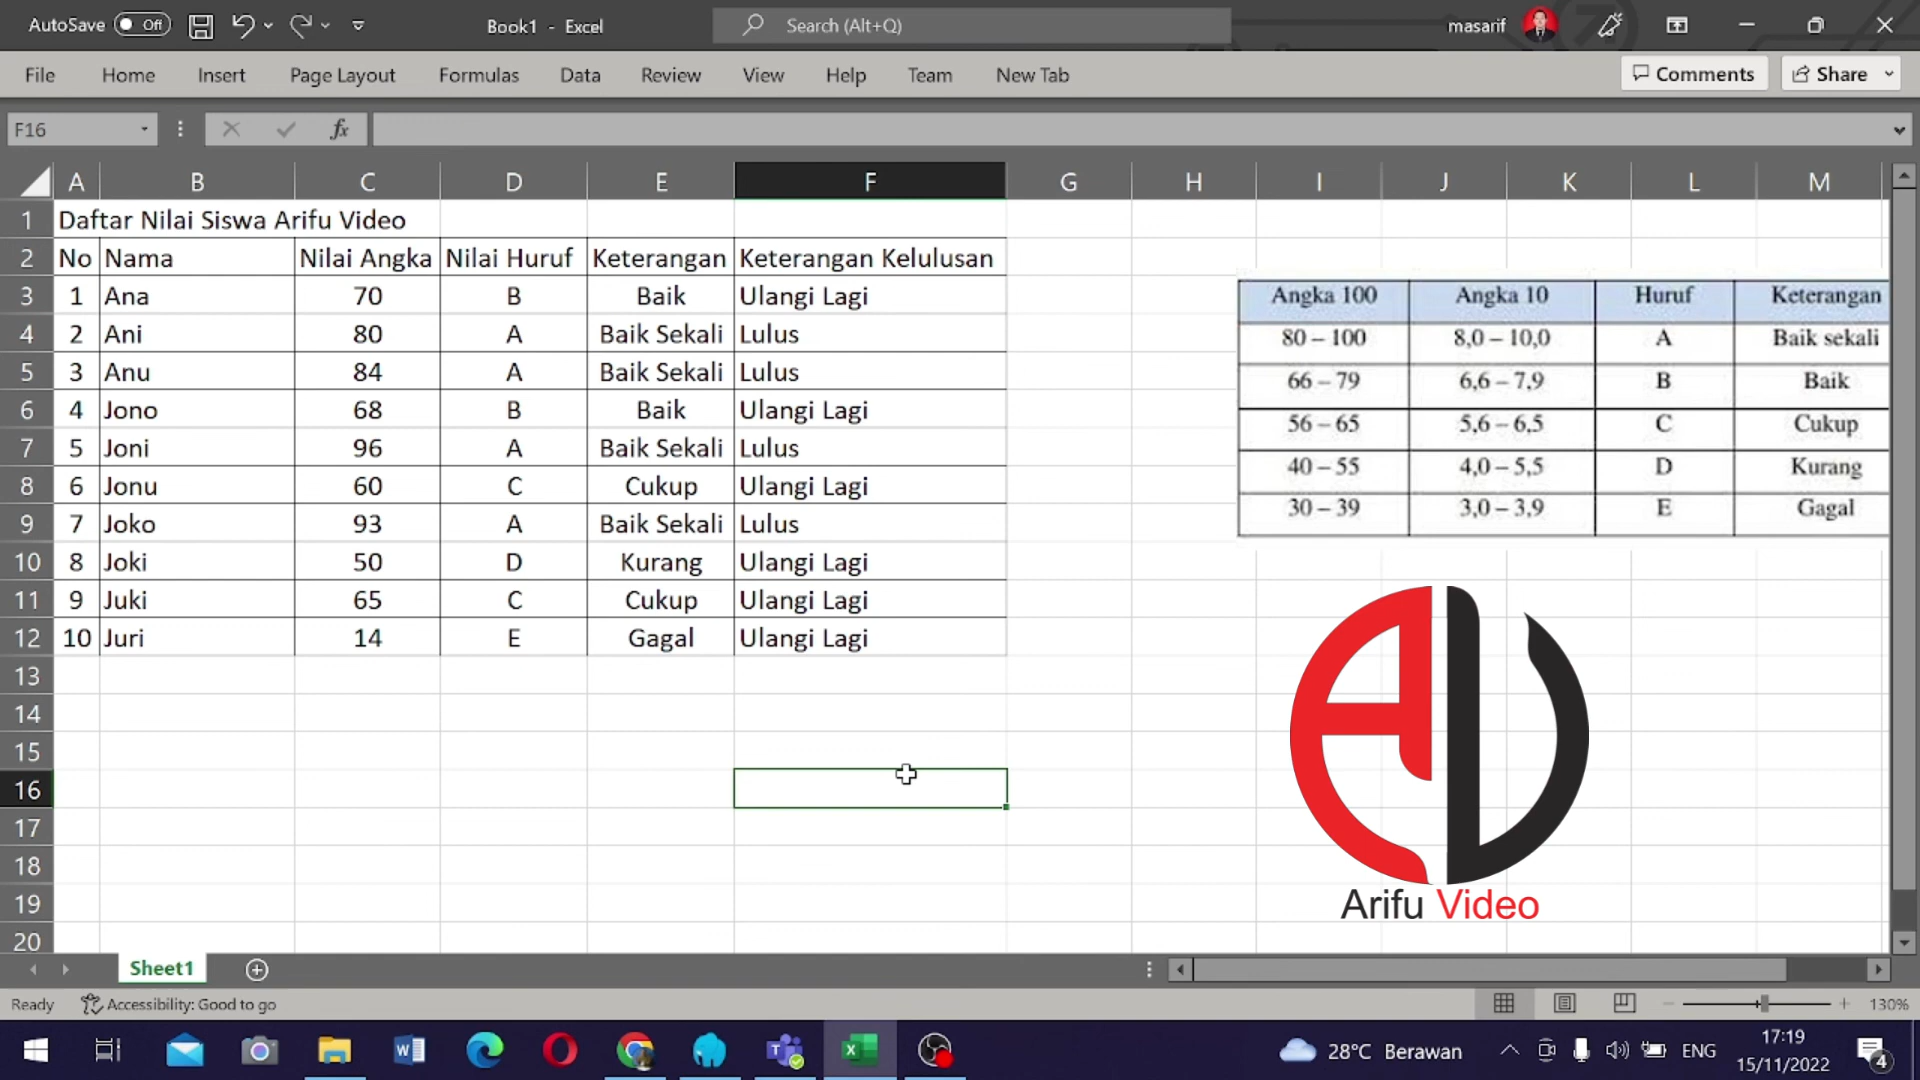 AutoSave Off Book1 - Excel Search (Alt+Q) masarif
File Home Insert Page Layout Formulas Data Review View Help Team New Tab Comments Share
F16 fx
A B C D E F G H I J K L M
1 Daftar Nilai Siswa Arifu Video
2 No Nama Nilai Angka Nilai Huruf Keterangan Keterangan Kelulusan
3 1 Ana 70 B Baik Ulangi Lagi
4 2 Ani 80 A Baik Sekali Lulus
5 3 Anu 84 A Baik Sekali Lulus
6 4 Jono 68 B Baik Ulangi Lagi
7 5 Joni 96 A Baik Sekali Lulus
8 6 Jonu 60 C Cukup Ulangi Lagi
9 7 Joko 93 A Baik Sekali Lulus
10 8 Joki 50 D Kurang Ulangi Lagi
11 9 Juki 65 C Cukup Ulangi Lagi
12 10 Juri 14 E Gagal Ulangi Lagi
13
14
15
16
17
18
19
20
Angka 100 Angka 10 Huruf Keterangan
80 – 100 8,0 – 10,0 A Baik sekali
66 – 79 6,6 – 7,9 B Baik
56 – 65 5,6 – 6,5 C Cukup
40 – 55 4,0 – 5,5 D Kurang
30 – 39 3,0 – 3,9 E Gagal
Arifu Video
Sheet1
Ready Accessibility: Good to go 130%
28°C Berawan ENG 17:19
15/11/2022 4